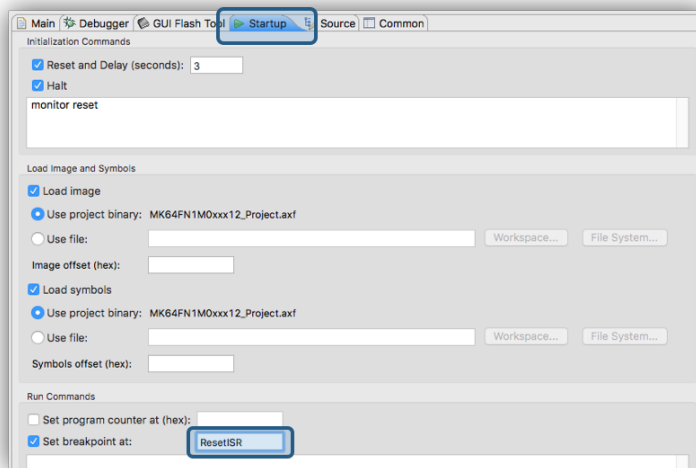 Main Debugger GUI Flash Tool Startup Source Common
Initialization Commands
Reset and Delay (seconds): 3
Halt
monitor reset
Load Image and Symbols
Load image
Use project binary: MK64FN1M0xxx12_Project.axf
Use file: Workspace... File System...
Image offset (hex):
Load symbols
Use project binary: MK64FN1M0xxx12_Project.axf
Use file: Workspace... File System...
Symbols offset (hex):
Run Commands
Set program counter at (hex):
Set breakpoint at: ResetISR